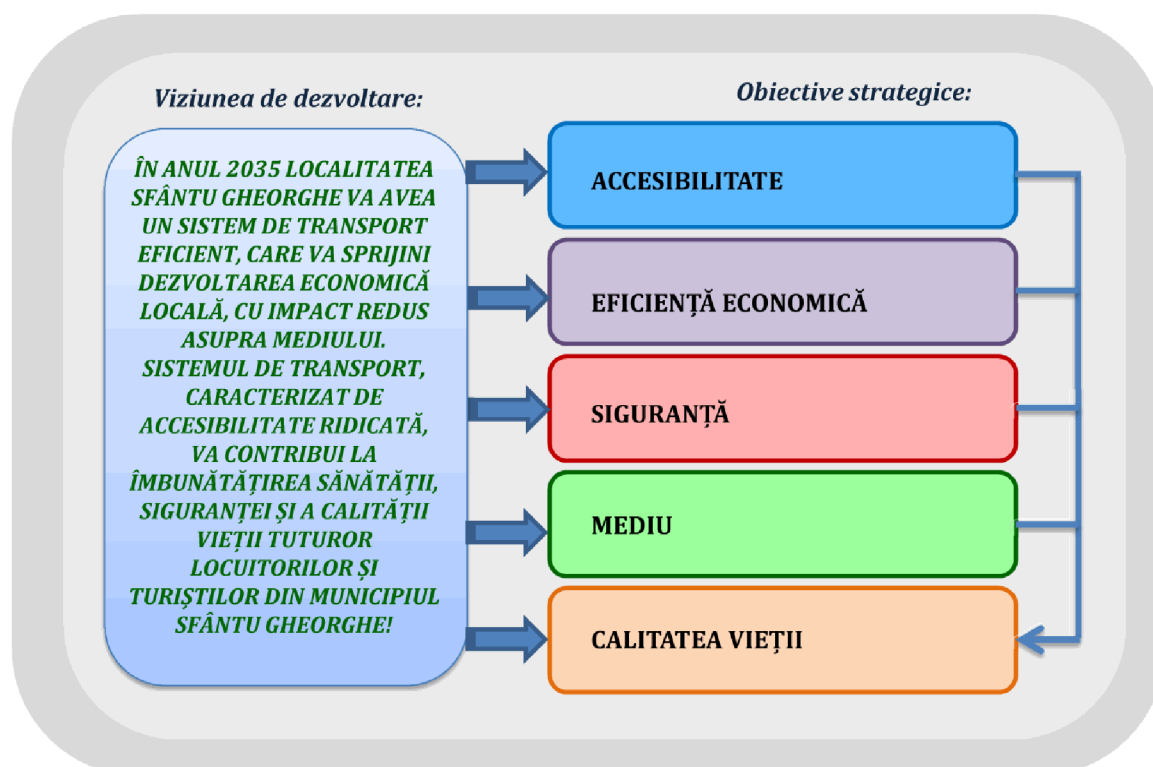 Viziunea de dezvoltare:
ÎN ANUL 2035 LOCALITATEA
SFÂNTU GHEORGHE VA AVEA
UN SISTEM DE TRANSPORT
EFICIENT, CARE VA SPRIJINI
DEZVOLTAREA ECONOMICĂ
LOCALĂ, CU IMPACT REDUS
ASUPRA MEDIULUI.
SISTEMUL DE TRANSPORT,
CARACTERIZAT DE
ACCESIBILITATE RIDICATĂ,
VA CONTRIBUI LA
ÎMBUNĂTĂȚIREA SĂNĂTĂȚII,
SIGURANȚEI ȘI A CALITĂȚII
VIEȚII TUTUROR
LOCUITORILOR ȘI
TURIȘTILOR DIN MUNICIPIUL
SFÂNTU GHEORGHE!
Obiective strategice:
ACCESIBILITATE
EFICIENȚĂ ECONOMICĂ
SIGURANȚĂ
MEDIU
CALITATEA VIEȚII